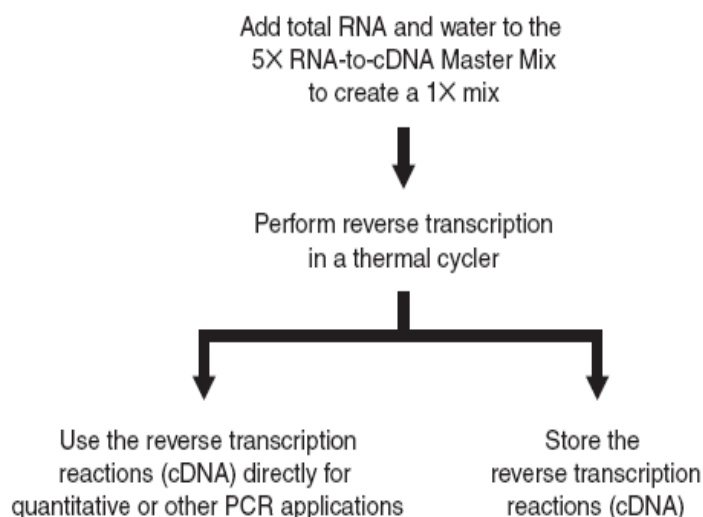 Add total RNA and water to the
5X RNA-to-cDNA Master Mix
to create a 1X mix
Perform reverse transcription
in a thermal cycler
Use the reverse transcription
reactions (cDNA) directly for
quantitative or other PCR applications
Store the
reverse transcription
reactions (cDNA)